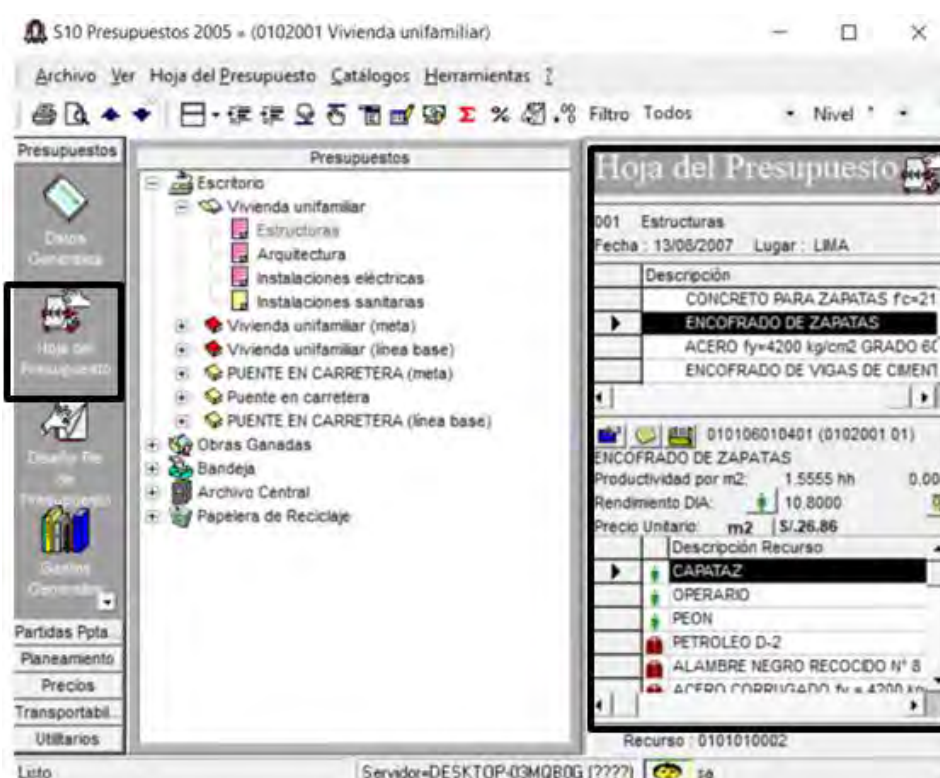 S10 Presupuestos 2005 - (0102001 Vivienda unifamiliar)
Archivo Ver Hoja del Presupuesto Catálogos Herramientas ?
Filtro Todos Nivel *
Presupuestos
Datos Generales
Hoja del Presupuesto
Diseño Pie de Presupuesto
Gastos Generales
Partidas Ppta
Planeamiento
Precios
Transportabil
Utilitarios
Presupuestos
Escritorio
Vivienda unifamiliar
Estructuras
Arquitectura
Instalaciones eléctricas
Instalaciones sanitarias
Vivienda unifamiliar (meta)
Vivienda unifamiliar (línea base)
PUENTE EN CARRETERA (meta)
Puente en carretera
PUENTE EN CARRETERA (línea base)
Obras Ganadas
Bandeja
Archivo Central
Papelera de Reciclaje
Hoja del Presupuesto
001 Estructuras
Fecha : 13/08/2007 Lugar : LIMA
Descripción
CONCRETO PARA ZAPATAS f'c=21
ENCOFRADO DE ZAPATAS
ACERO fy=4200 kg/cm2 GRADO 60
ENCOFRADO DE VIGAS DE CIMENT
010106010401 (0102001 01)
ENCOFRADO DE ZAPATAS
Productividad por m2: 1.5555 hh 0.00
Rendimiento DIA: 10.8000
Precio Unitario: m2 S/.26.86
Descripción Recurso
CAPATAZ
OPERARIO
PEON
PETROLEO D-2
ALAMBRE NEGRO RECOCIDO N° 8
ACERO CORRUGADO fy = 4200
Recurso : 0101010002
Listo
Servidor=DESKTOP-03MQB0G (????) sa